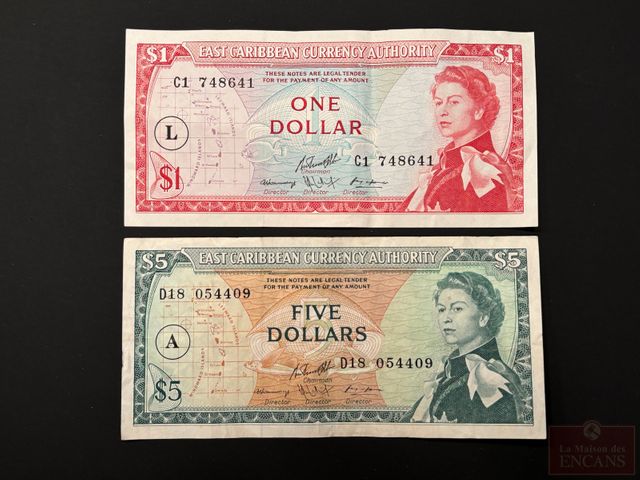 $1 EAST CARIBBEAN CURRENCY AUTHORITY $1
C1 748641
THESE NOTES ARE LEGAL TENDER
FOR THE PAYMENT OF ANY AMOUNT
ONE
DOLLAR
L
C1 748641
Chairman
$1
Director Director Director
$5 EAST CARIBBEAN CURRENCY AUTHORITY $5
THESE NOTES ARE LEGAL TENDER
FOR THE PAYMENT OF ANY AMOUNT
D18 054409
FIVE
DOLLARS
A
D18 054409
Chairman
$5
Director Director Director
La Maison des
ENCANS